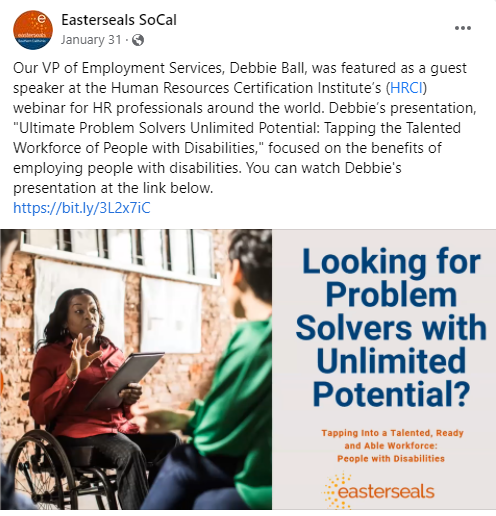 Easterseals SoCal
January 31 ·
Our VP of Employment Services, Debbie Ball, was featured as a guest
speaker at the Human Resources Certification Institute's (HRCI)
webinar for HR professionals around the world. Debbie's presentation,
"Ultimate Problem Solvers Unlimited Potential: Tapping the Talented
Workforce of People with Disabilities," focused on the benefits of
employing people with disabilities. You can watch Debbie's
presentation at the link below.
https://bit.ly/3L2x7iC
easterseals
Southern California
Looking for
Problem
Solvers with
Unlimited
Potential?
Tapping Into a Talented, Ready
and Able Workforce:
People with Disabilities
easterseals